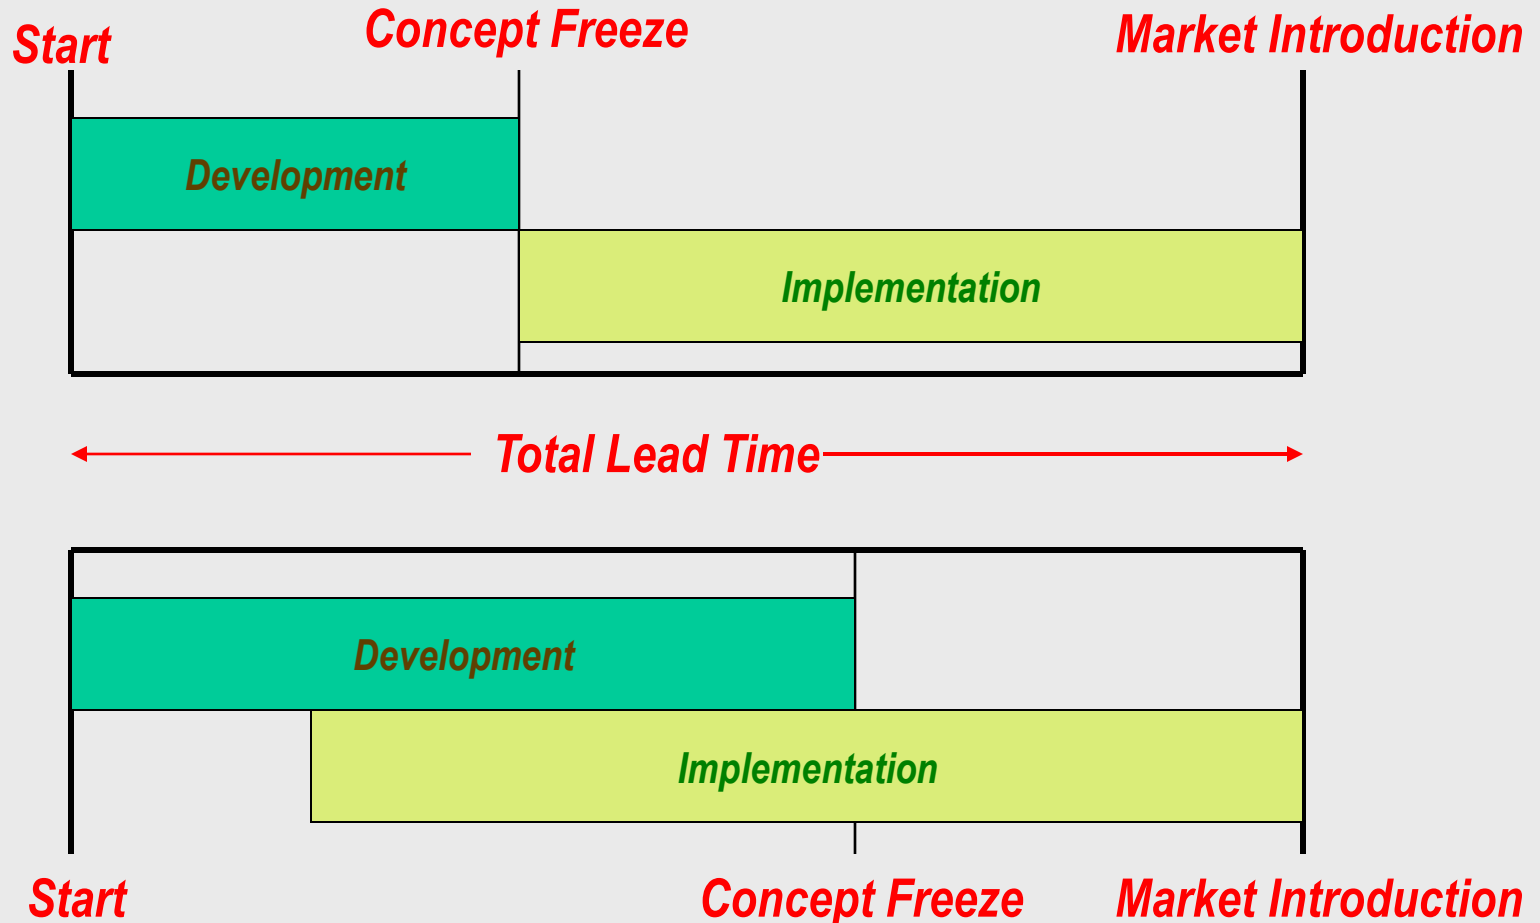 Start
Concept Freeze
Market Introduction
Development
Implementation
Total Lead Time
Development
Implementation
Start
Concept Freeze
Market Introduction